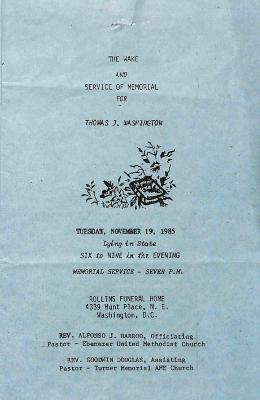 THE WAKE
AND
SERVICE OF MEMORIAL
FOR
THOMAS J. WASHINGTON
TUESDAY, NOVEMBER 19, 1985
Lying in State
SIX to NINE in the EVENING
MEMORIAL SERVICE - SEVEN P.M.
ROLLINS FUNERAL HOME
4339 Hunt Place, N. E.
Washington, D.C.
REV. ALFONSO J. HARROD, Officiating
Pastor - Ebenezer United Methodist Church
REV. GOODWIN DOUGLAS, Assisting
Pastor - Turner Memorial AME Church